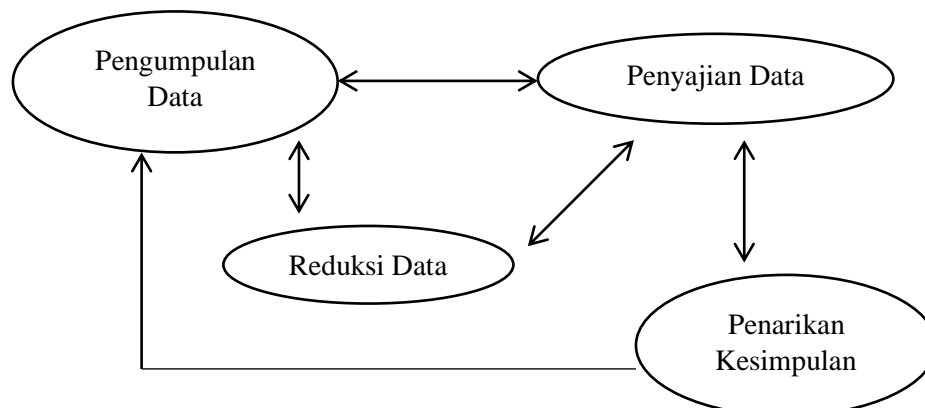 Pengumpulan
Data
Penyajian Data
Reduksi Data
Penarikan
Kesimpulan